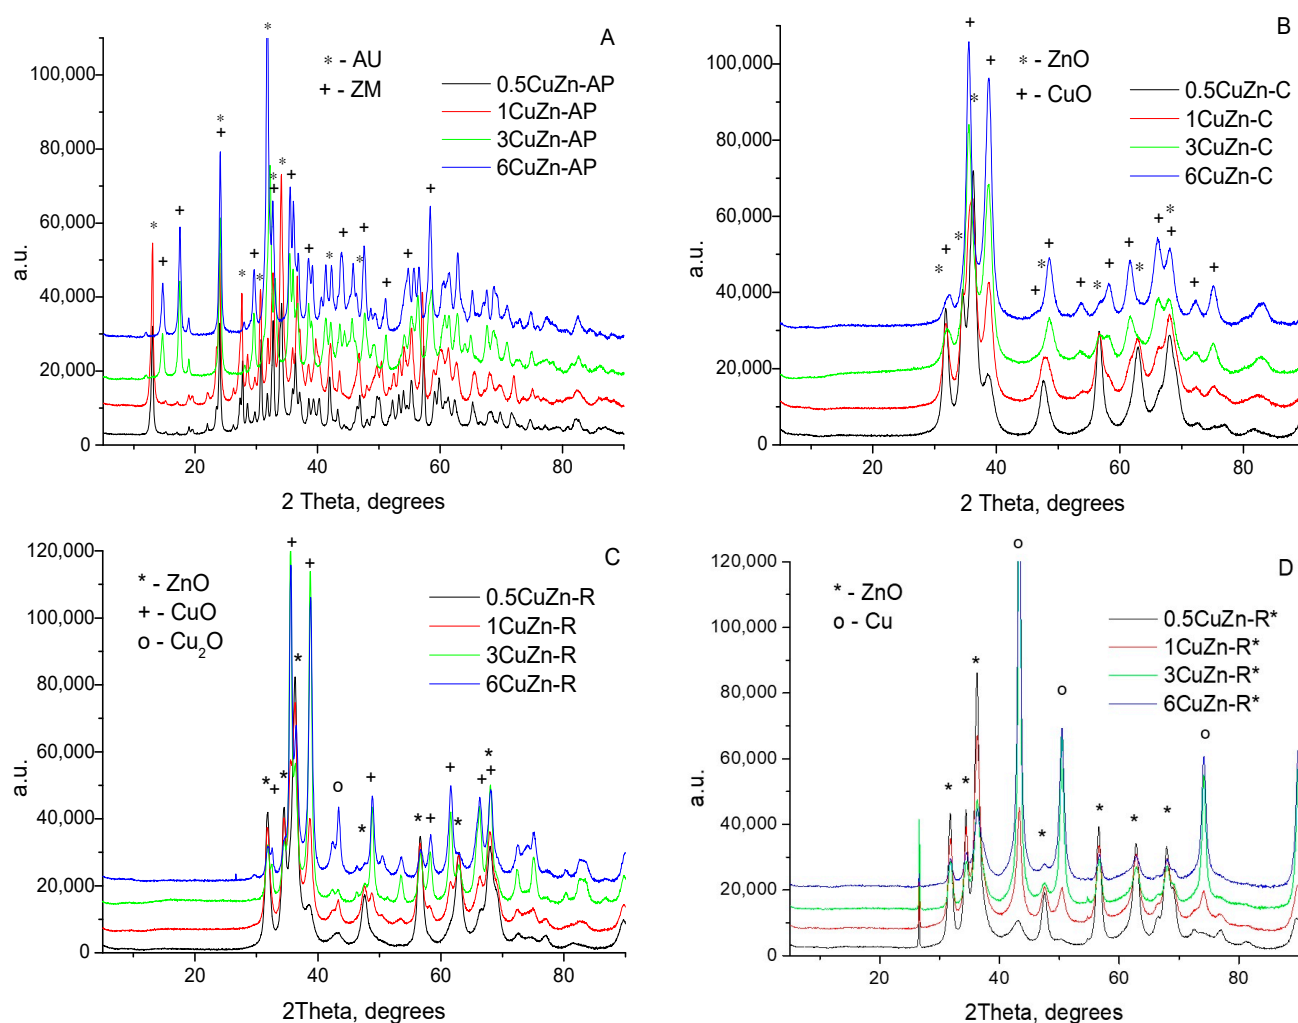 A
* - AU
+ - ZM
0.5CuZn-AP
1CuZn-AP
3CuZn-AP
6CuZn-AP
100,000
80,000
60,000
40,000
20,000
0
a.u.
20 40 60 80
2 Theta, degrees
B
* - ZnO
+ - CuO
0.5CuZn-C
1CuZn-C
3CuZn-C
6CuZn-C
100,000
80,000
60,000
40,000
20,000
0
a.u.
20 40 60 80
2 Theta, degrees
C
* - ZnO
+ - CuO
o - Cu₂O
0.5CuZn-R
1CuZn-R
3CuZn-R
6CuZn-R
120,000
100,000
80,000
60,000
40,000
20,000
0
a.u.
20 40 60 80
2Theta, degrees
D
* - ZnO
o - Cu
0.5CuZn-R*
1CuZn-R*
3CuZn-R*
6CuZn-R*
120,000
100,000
80,000
60,000
40,000
20,000
0
a.u.
20 40 60 80
2Theta, degrees